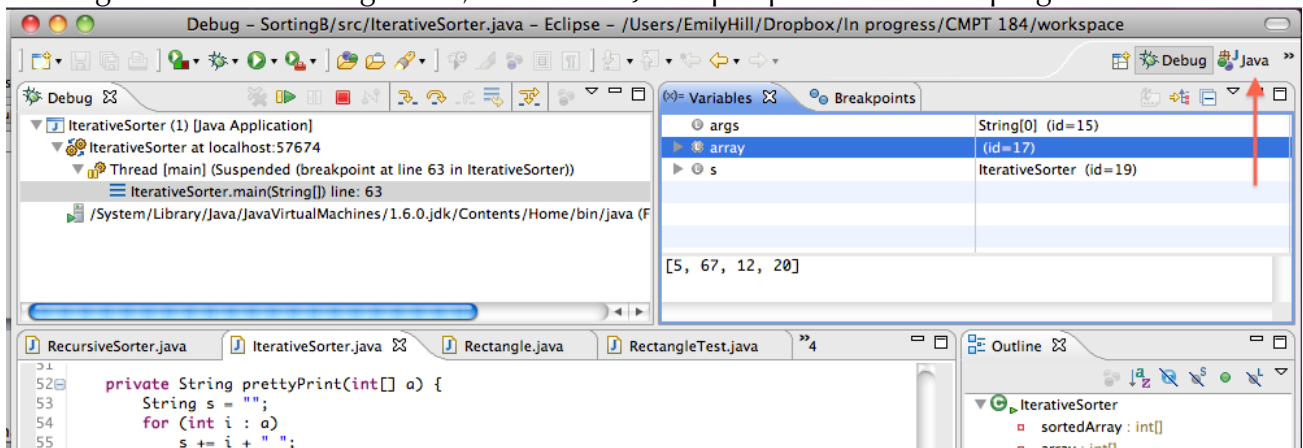 Debug - SortingB/src/IterativeSorter.java - Eclipse - /Users/EmilyHill/Dropbox/In progress/CMPT 184/workspace
Debug Java »
Debug
Variables Breakpoints
IterativeSorter (1) [Java Application]
IterativeSorter at localhost:57674
Thread [main] (Suspended (breakpoint at line 63 in IterativeSorter))
IterativeSorter.main(String[]) line: 63
/System/Library/Java/JavaVirtualMachines/1.6.0.jdk/Contents/Home/bin/java (F
args String[0] (id=15)
array (id=17)
s IterativeSorter (id=19)
[5, 67, 12, 20]
RecursiveSorter.java IterativeSorter.java Rectangle.java RectangleTest.java »4
Outline
51
52 private String prettyPrint(int[] a) {
53 String s = "";
54 for (int i : a)
55 s += i + " ";
IterativeSorter
sortedArray : int[]
array : int[]